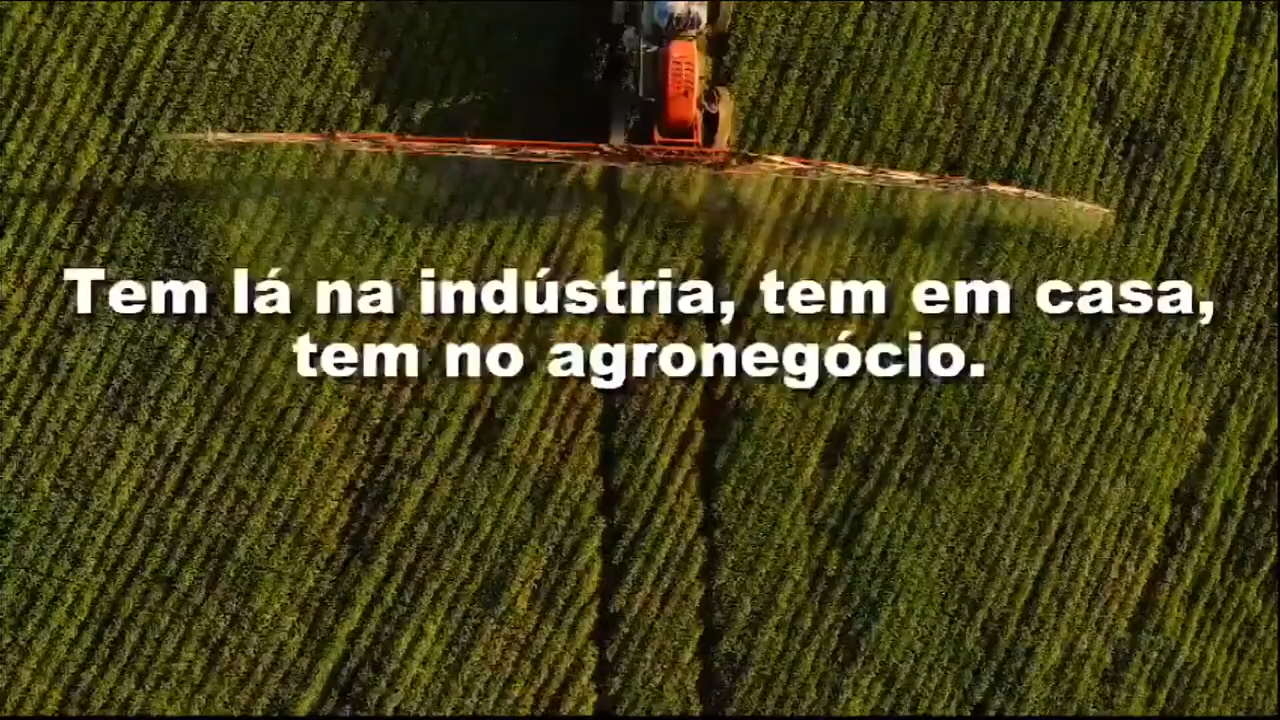 Tem lá na indústria, tem em casa,
tem no agronegócio.